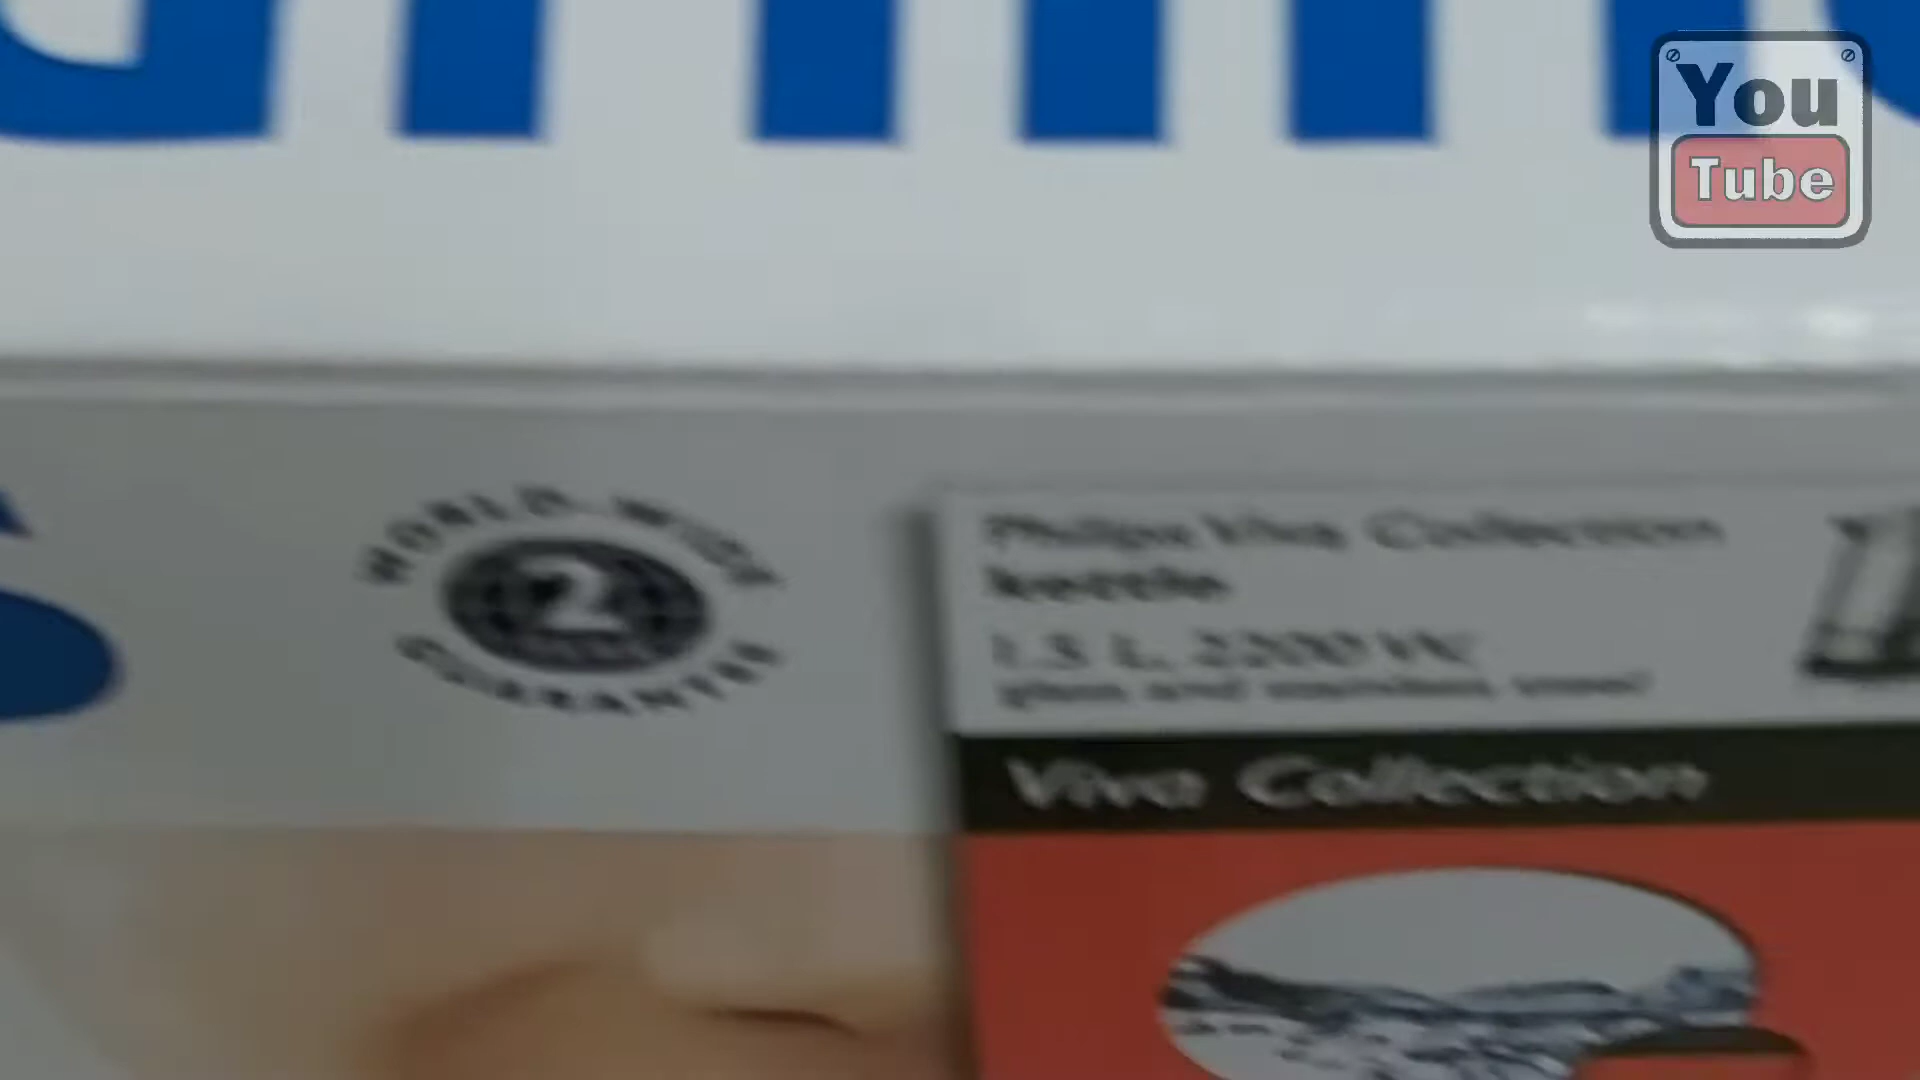 You
Tube
WORLD-WIDE
2
GUARANTEE
Philips Viva Collection
kettle
1.5 L, 2200 W
glass and stainless steel
Viva Collection